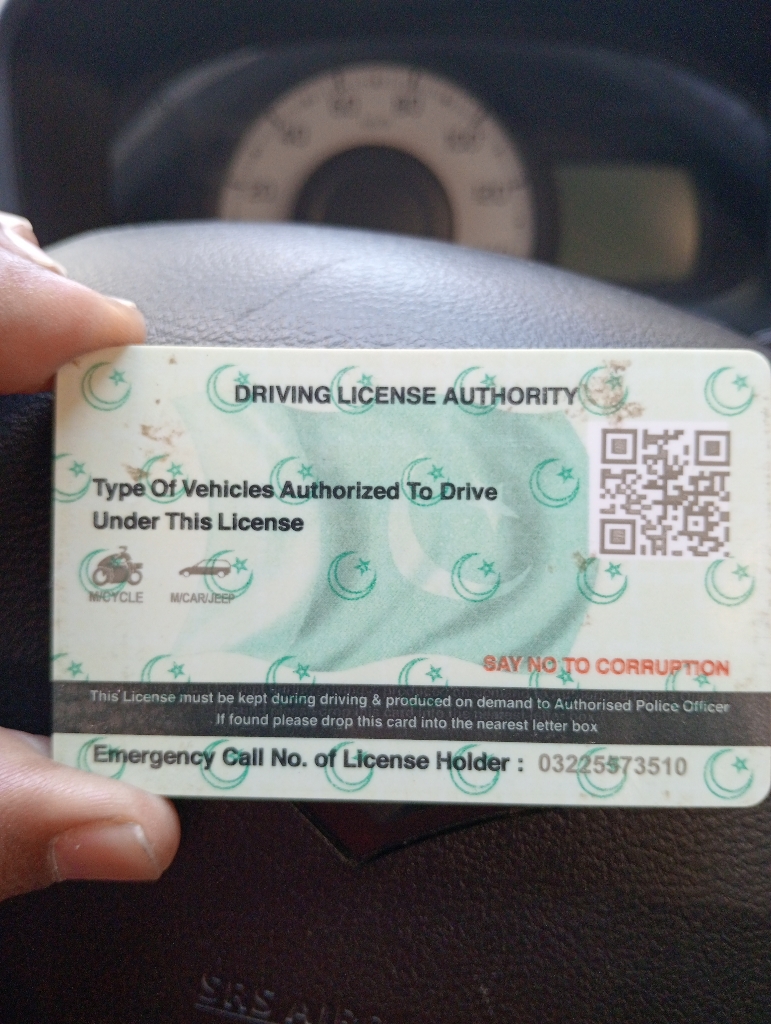 DRIVING LICENSE AUTHORITY
Type Of Vehicles Authorized To Drive
Under This License
M/CYCLE M/CAR/JEEP
SAY NO TO CORRUPTION
This License must be kept during driving & produced on demand to Authorised Police Officer
If found please drop this card into the nearest letter box
Emergency Call No. of License Holder : 03225573510
SRS